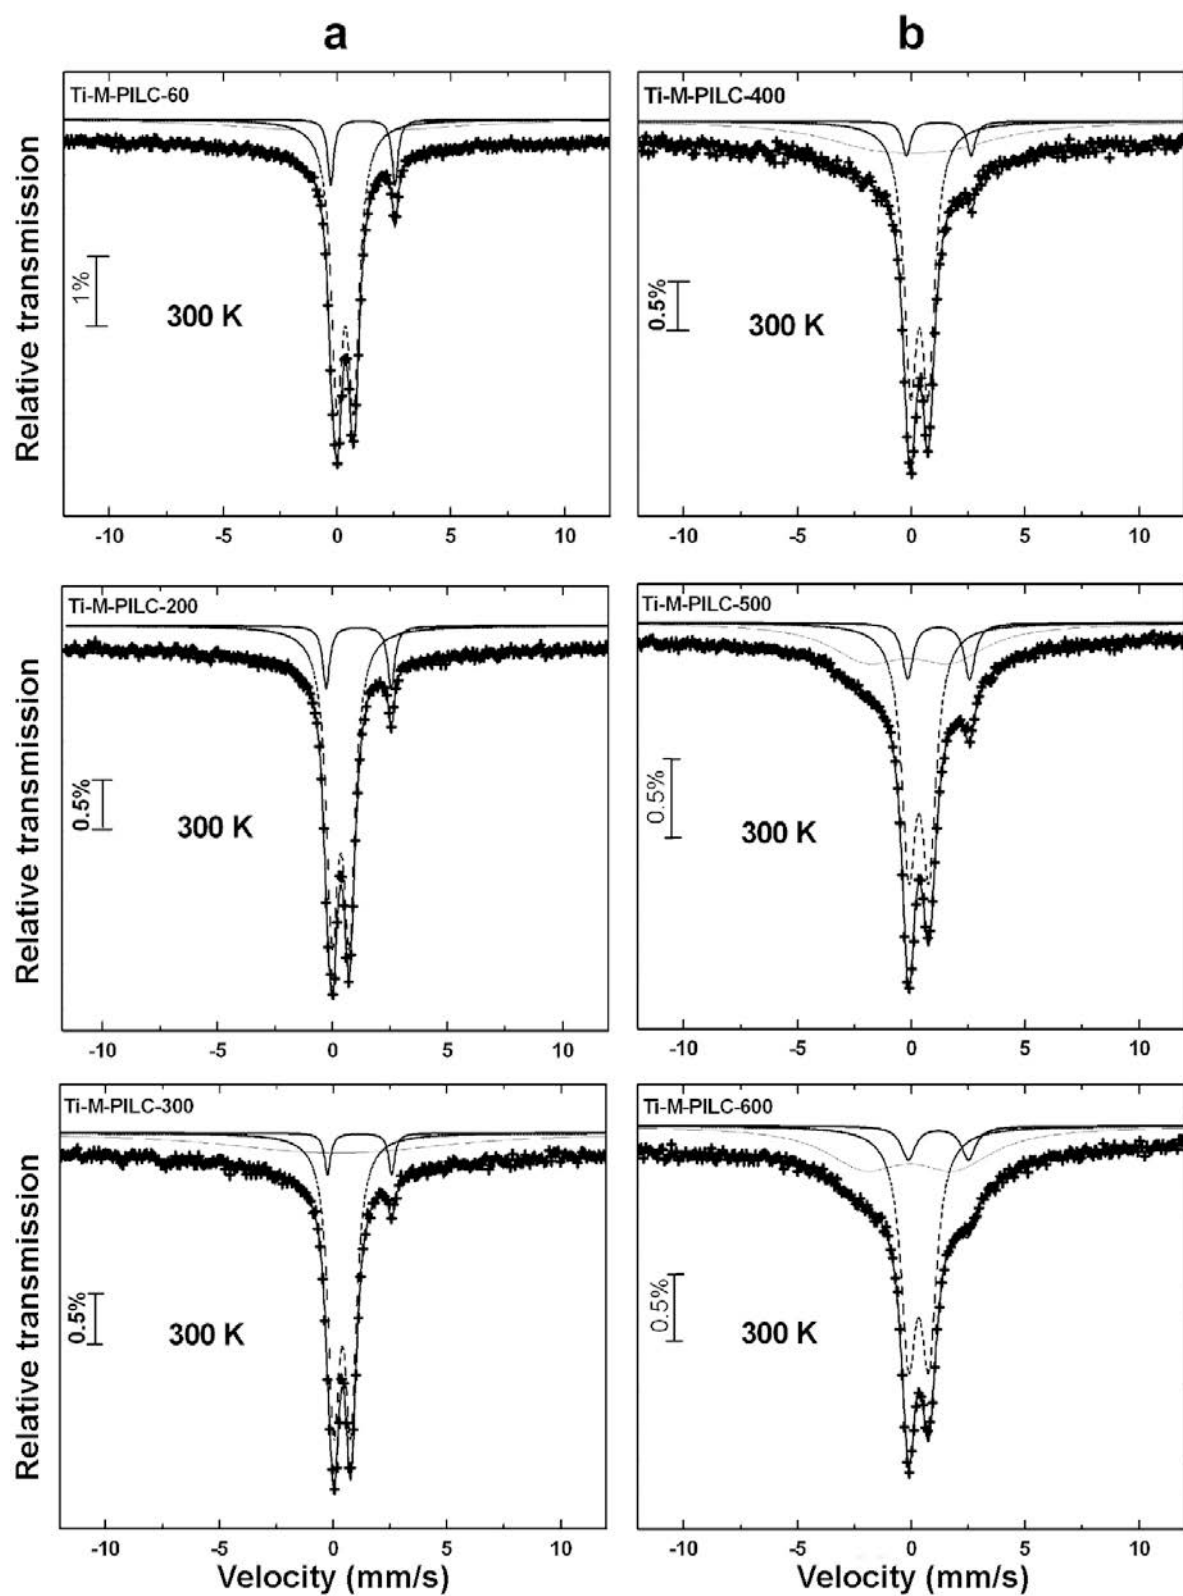 a b
Ti-M-PILC-60
Relative transmission
1%
300 K
-10 -5 0 5 10
Ti-M-PILC-400
0.5%
300 K
-10 -5 0 5 10
Ti-M-PILC-200
Relative transmission
0.5%
300 K
-10 -5 0 5 10
Ti-M-PILC-500
0.5%
300 K
-10 -5 0 5 10
Ti-M-PILC-300
Relative transmission
0.5%
300 K
-10 -5 0 5 10
Velocity (mm/s)
Ti-M-PILC-600
0.5%
300 K
-10 -5 0 5 10
Velocity (mm/s)